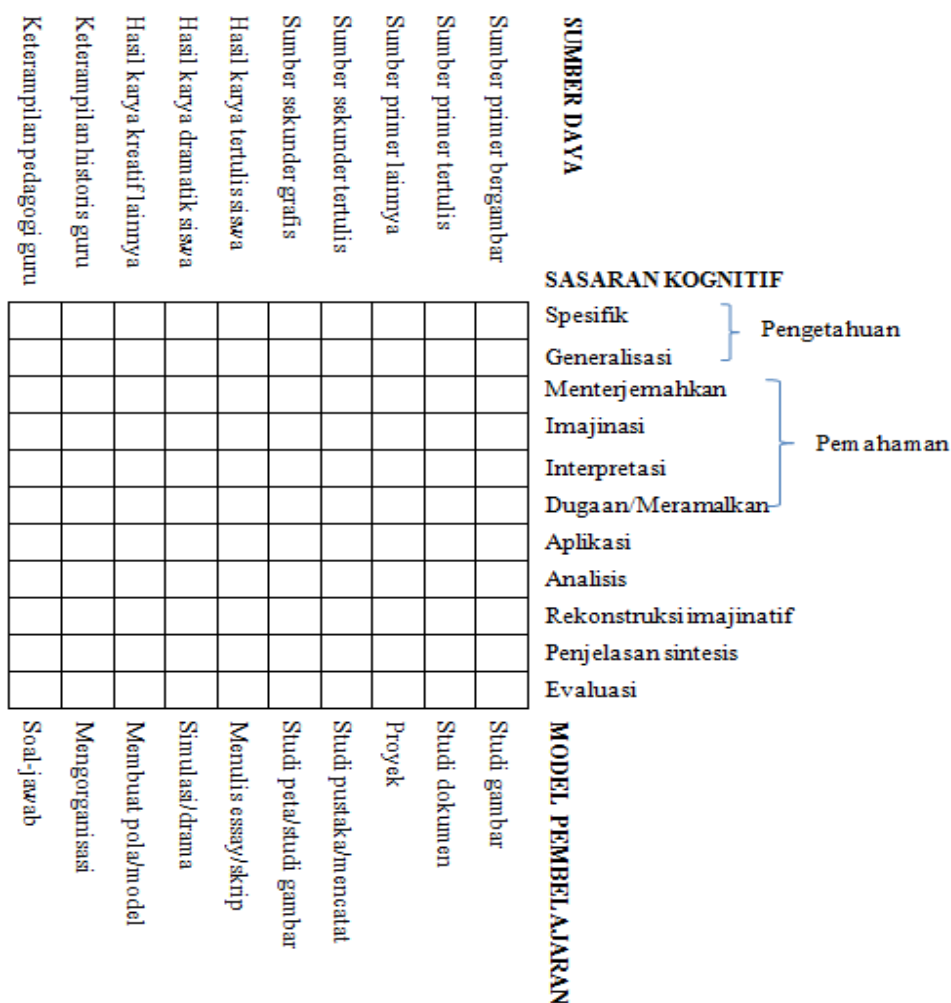 SUMBER DAYA
Sumber primer bergambar
Sumber primer tertulis
Sumber primer lainnya
Sumber sekunder tertulis
Sumber sekunder grafis
Hasil karya tertulis siswa
Hasil karya dramatik siswa
Hasil karya kreatif lainnya
Keterampilan historis guru
Keterampilan pedagogi guru
SASARAN KOGNITIF
Spesifik
Generalisasi
Pengetahuan
Menterjemahkan
Imajinasi
Interpretasi
Dugaan/Meramalkan
Pemahaman
Aplikasi
Analisis
Rekonstruksi imajinatif
Penjelasan sintesis
Evaluasi
MODEL PEMBELAJARAN
Studi gambar
Studi dokumen
Proyek
Studi pustaka/mencatat
Studi peta/studi gambar
Menulis essay/skrip
Simulasi/drama
Membuat pola/model
Mengorganisasi
Soal-jawab